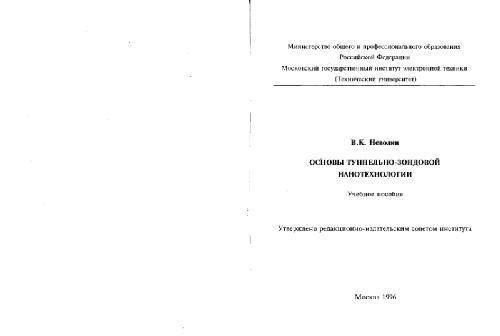 Министерство общего и профессионального образования
Российской Федерации
Московский государственный институт электронной техники
(Технический университет)
В.К. Неволин
ОСНОВЫ ТУННЕЛЬНО-ЗОНДОВОЙ
НАНОТЕХНОЛОГИИ
Учебное пособие
Утверждено редакционно-издательским советом института
Москва 1996